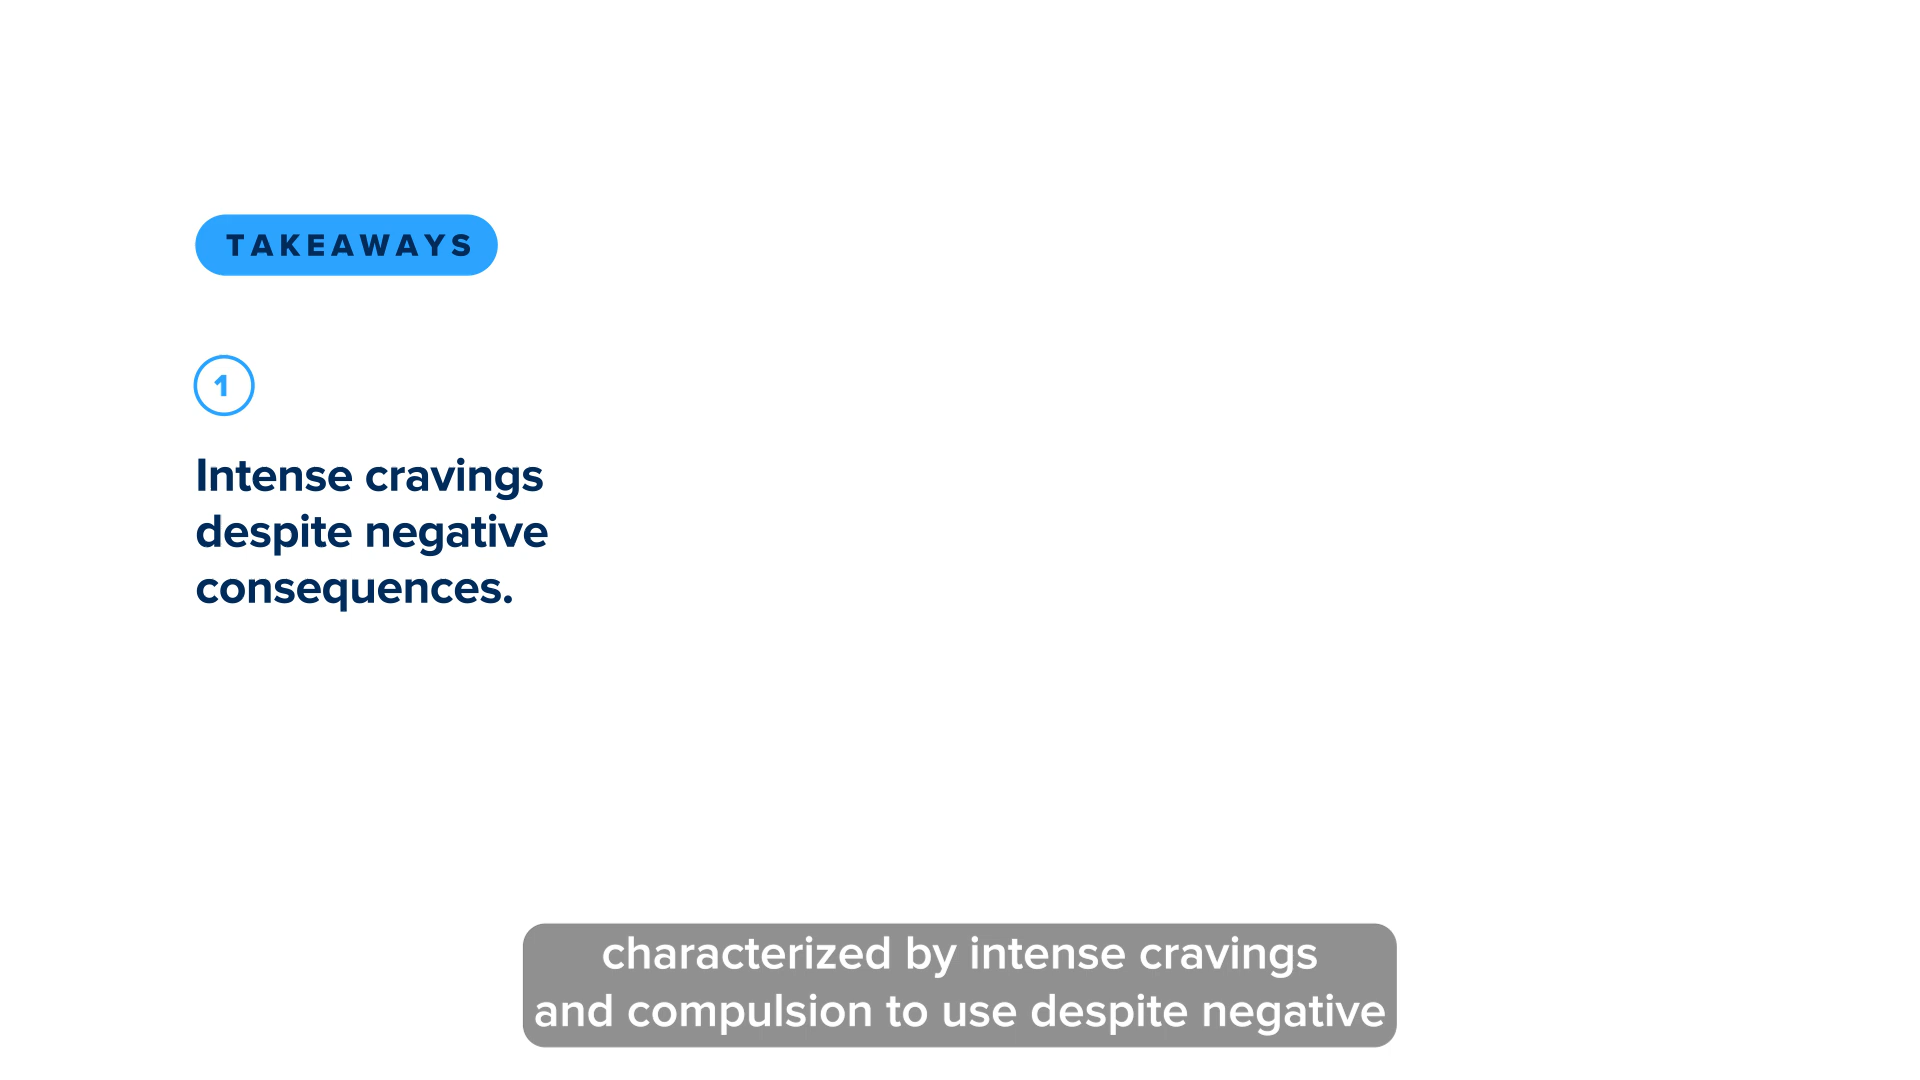 TAKEAWAYS
1
Intense cravings
despite negative
consequences.
characterized by intense cravings
and compulsion to use despite negative